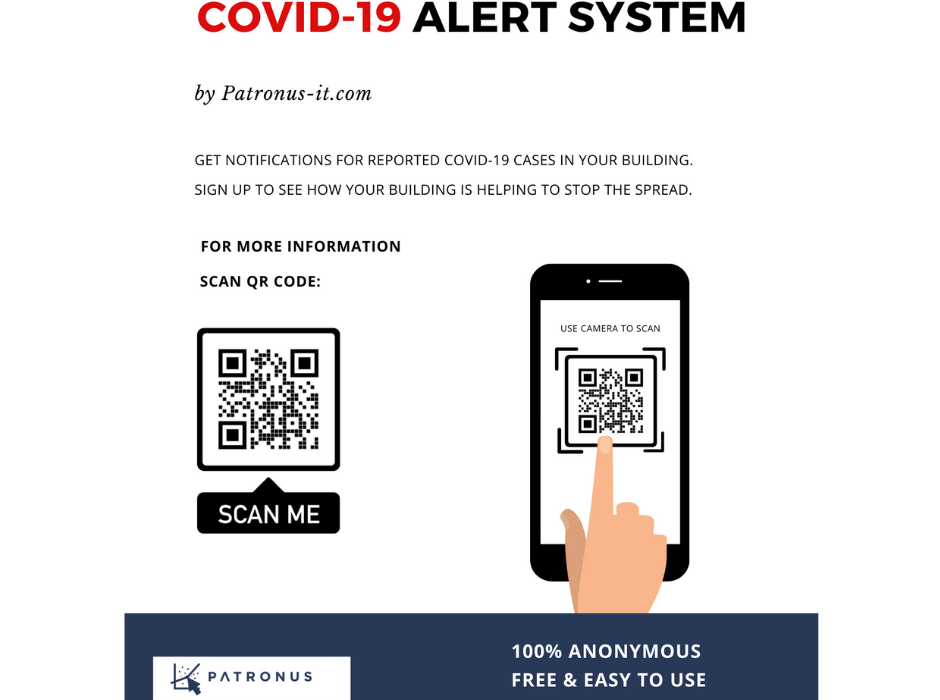 COVID-19 ALERT SYSTEM
by Patronus-it.com
GET NOTIFICATIONS FOR REPORTED COVID-19 CASES IN YOUR BUILDING.
SIGN UP TO SEE HOW YOUR BUILDING IS HELPING TO STOP THE SPREAD.
FOR MORE INFORMATION
SCAN QR CODE:
SCAN ME
USE CAMERA TO SCAN
PATRONUS
100% ANONYMOUS
FREE & EASY TO USE